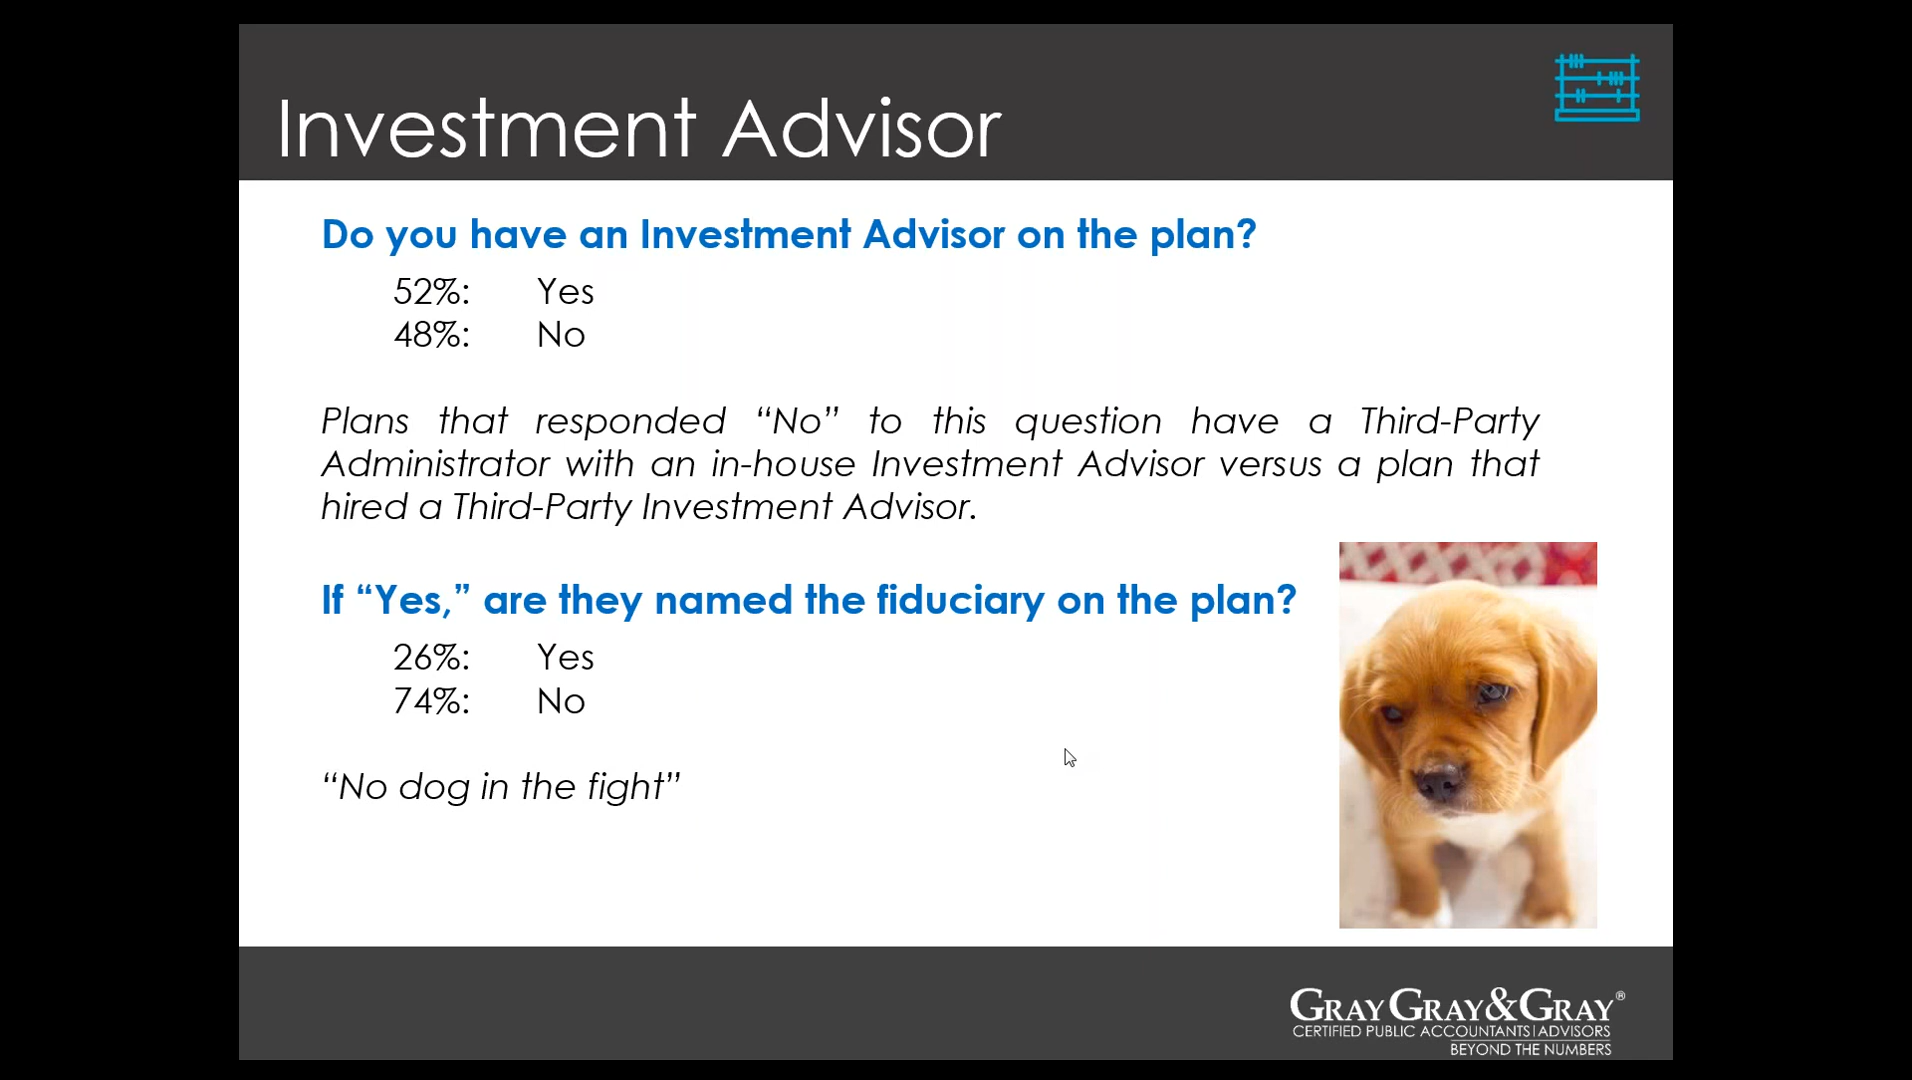 Investment Advisor
Do you have an Investment Advisor on the plan?
52%: Yes
48%: No
Plans that responded “No” to this question have a Third-Party
Administrator with an in-house Investment Advisor versus a plan that
hired a Third-Party Investment Advisor.
If “Yes,” are they named the fiduciary on the plan?
26%: Yes
74%: No
“No dog in the fight”
GRAY GRAY&GRAY®
CERTIFIED PUBLIC ACCOUNTANTS|ADVISORS
BEYOND THE NUMBERS